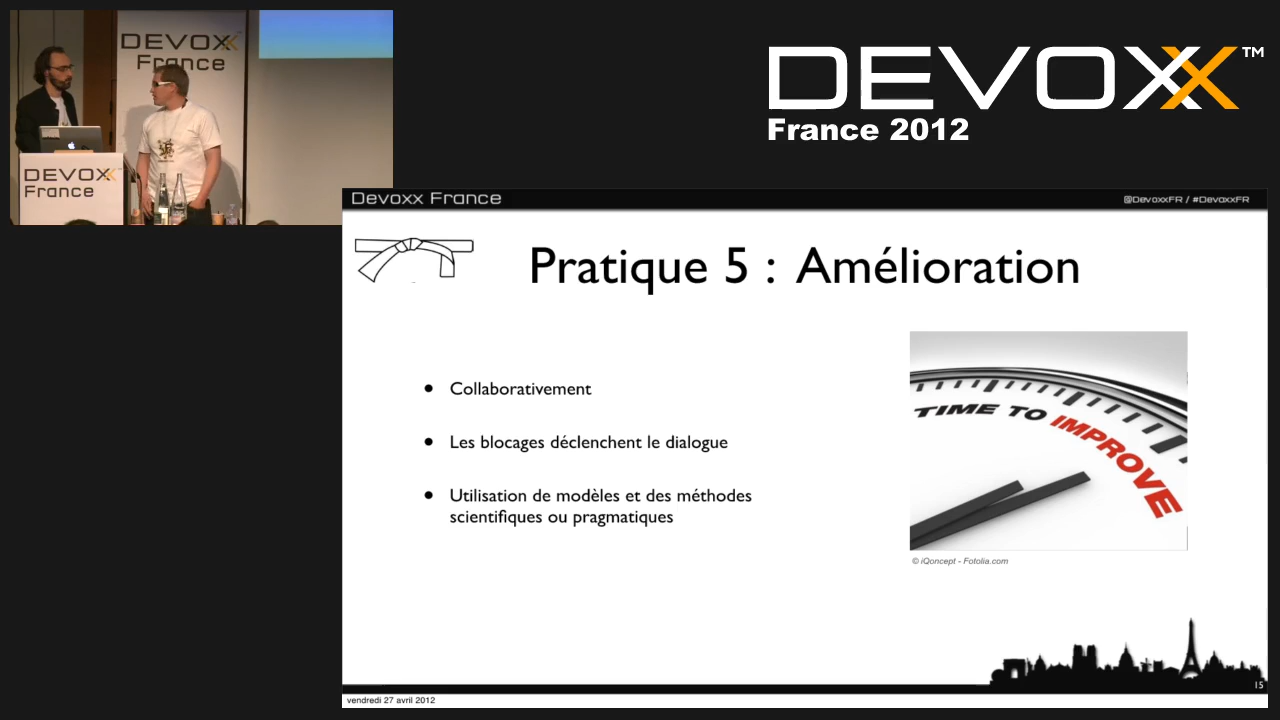 DEVOXX
France
DEVOXX
France
DEVOXX™
France 2012
Devoxx France
@DevoxxFR / #DevoxxFR
Pratique 5 : Amélioration
Collaborativement
Les blocages déclenchent le dialogue
Utilisation de modèles et des méthodes
scientifiques ou pragmatiques
TIME TO IMPROVE
© iQoncept - Fotolia.com
15
vendredi 27 avril 2012